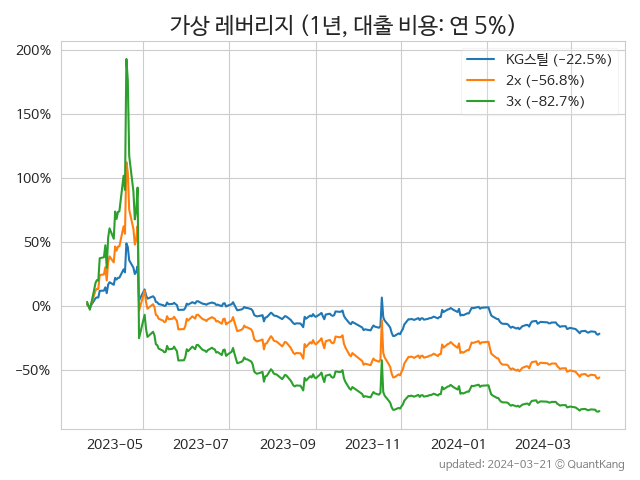 가상 레버리지 (1년, 대출 비용: 연 5%)
KG스틸 (−22.5%)
2x (−56.8%)
3x (−82.7%)
200%
150%
100%
50%
0%
−50%
2023-05
2023-07
2023-09
2023-11
2024-01
2024-03
updated: 2024-03-21 © QuantKang